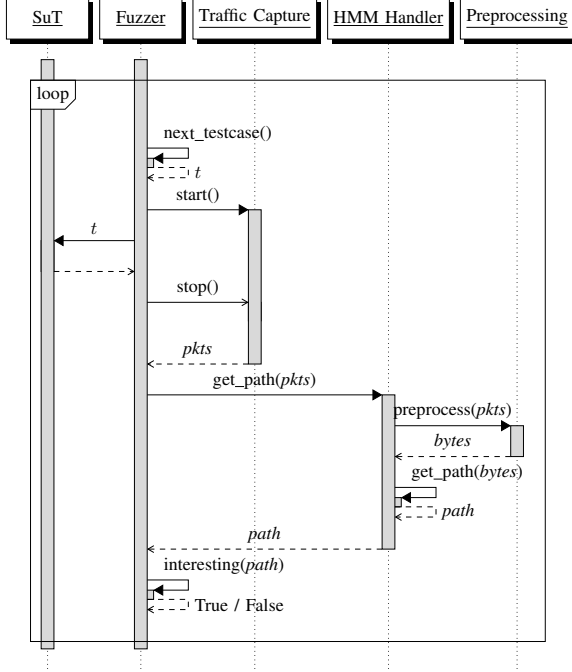 SuT
Fuzzer
Traffic Capture
HMM Handler
Preprocessing
loop
next_testcase()
t
start()
t
stop()
pkts
get_path(pkts)
preprocess(pkts)
bytes
get_path(bytes)
path
path
interesting(path)
True / False